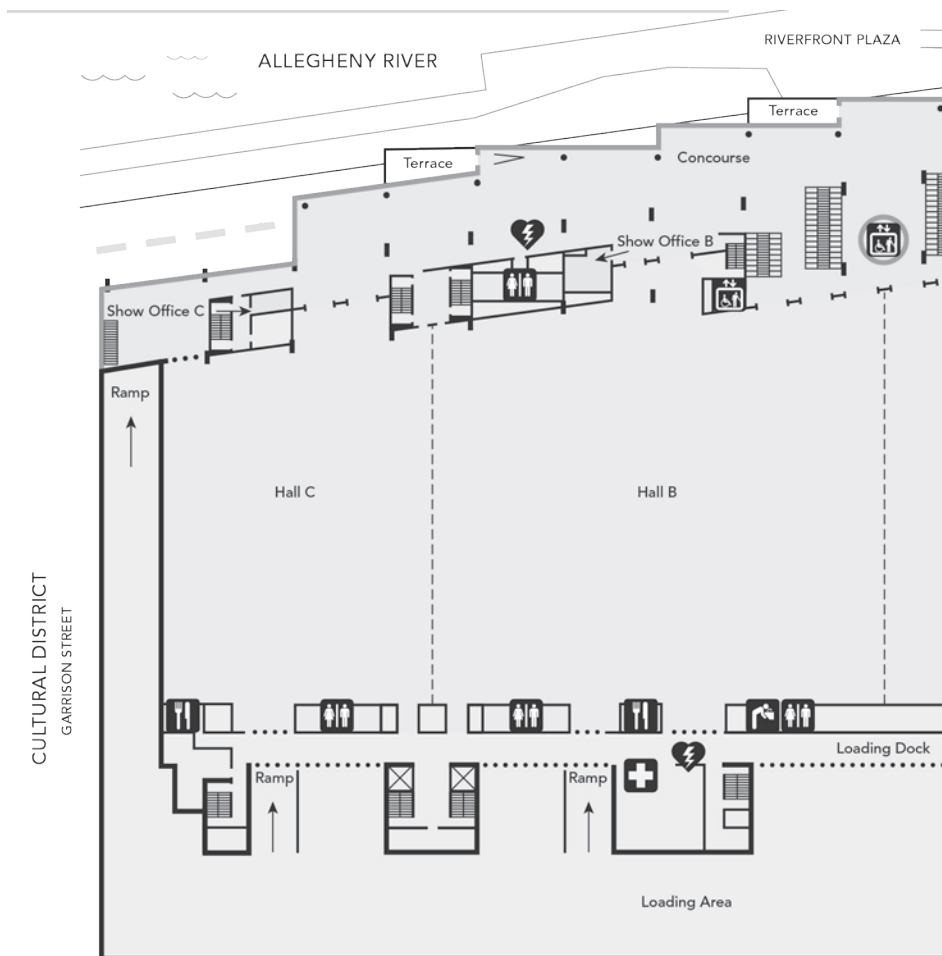 RIVERFRONT PLAZA
ALLEGHENY RIVER
Terrace
Concourse
Terrace
Show Office B
Show Office C
Ramp
Hall C
Hall B
CULTURAL DISTRICT
GARRISON STREET
Loading Dock
Ramp
Ramp
Loading Area